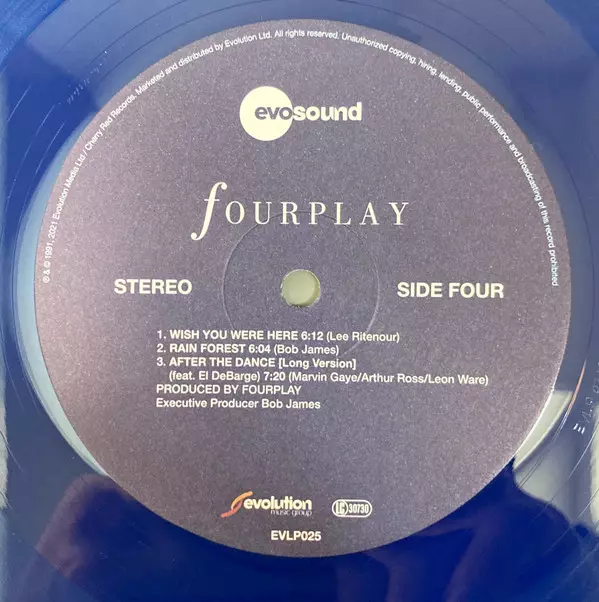 ℗ & © 1991, 2021 Evolution Media Ltd / Cherry Red Records. Marketed and distributed by Evolution Ltd. All rights reserved. Unauthorized copying, hiring, lending, public performance and broadcasting of this record prohibited
evosound
fOURPLAY
STEREO
SIDE FOUR
1. WISH YOU WERE HERE 6:12 (Lee Ritenour)
2. RAIN FOREST 6:04 (Bob James)
3. AFTER THE DANCE [Long Version]
(feat. El DeBarge) 7:20 (Marvin Gaye/Arthur Ross/Leon Ware)
PRODUCED BY FOURPLAY
Executive Producer Bob James
evolution
music group
LC 30730
EVLP025